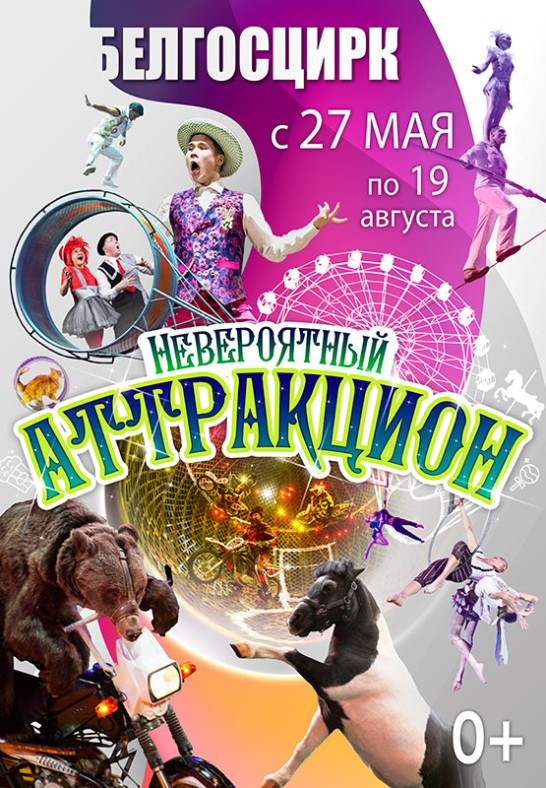 БЕЛГОСЦИРК
с 27 МАЯ
по 19
августа
НЕВЕРОЯТНЫЙ
АТТРАКЦИОН
0+